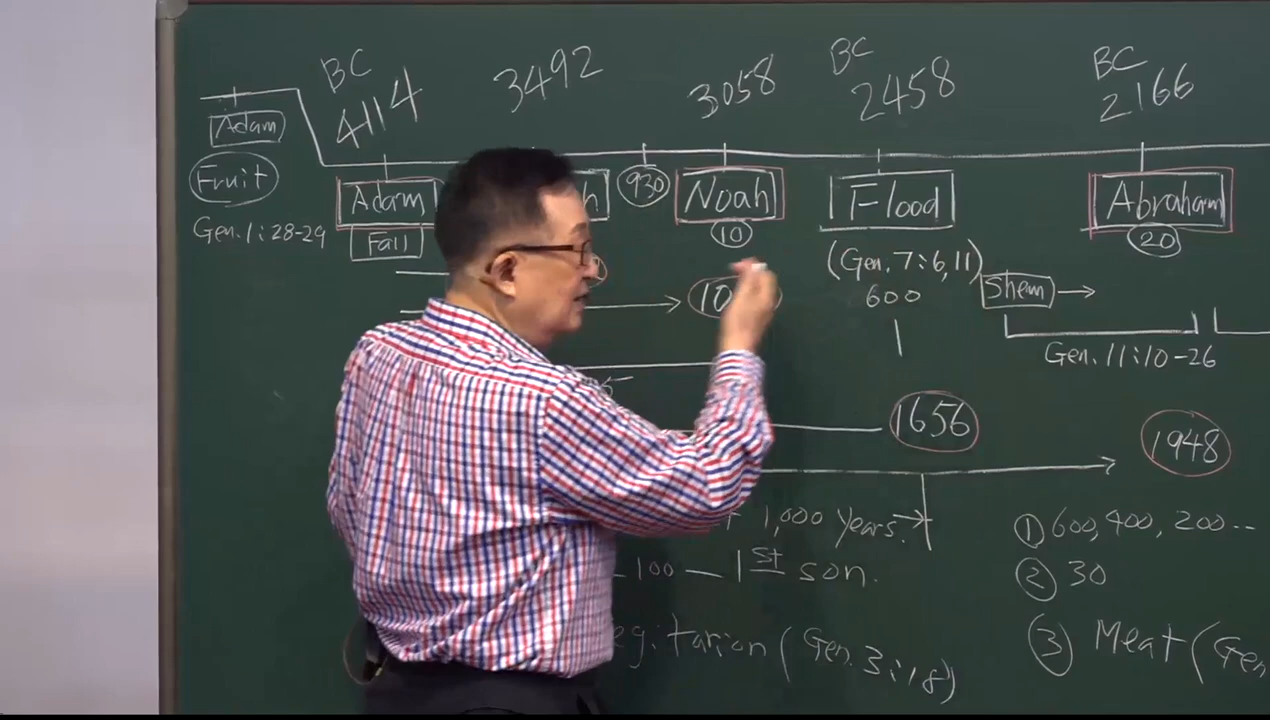 BC 4114 3492 3058 BC 2458 BC 2166
Adam
Fruit
Gen. 1:28-29
Adam 930 Noah Flood Abraham
Fall 10 20
(Gen. 7:6, 11)
600
Shem
Gen. 11:10-26
1656
1948
1,000 years.
100 1st son.
(Gen. 3:18)
① 600, 400, 200..
② 30
③ Meat (Gen